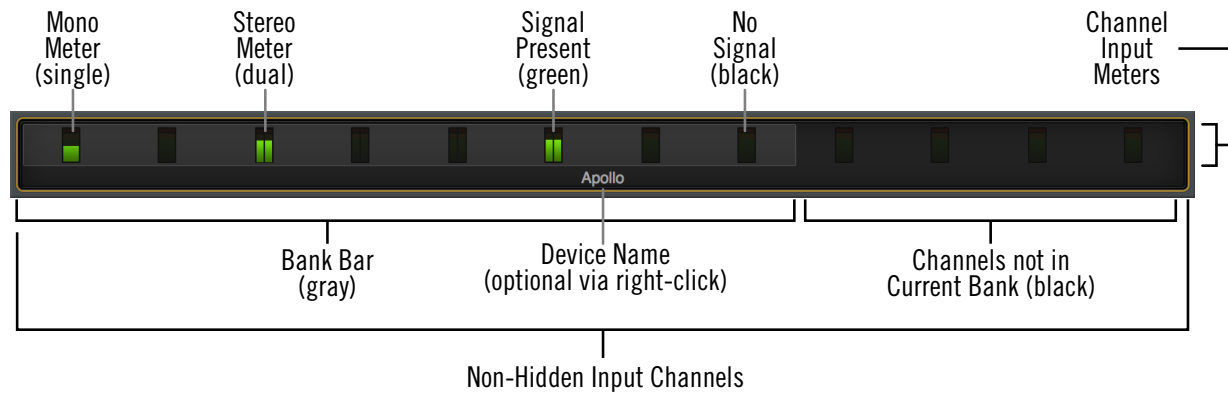 Mono
Meter
(single)
Stereo
Meter
(dual)
Signal
Present
(green)
No
Signal
(black)
Channel
Input
Meters
Apollo
Bank Bar
(gray)
Device Name
(optional via right-click)
Channels not in
Current Bank (black)
Non-Hidden Input Channels